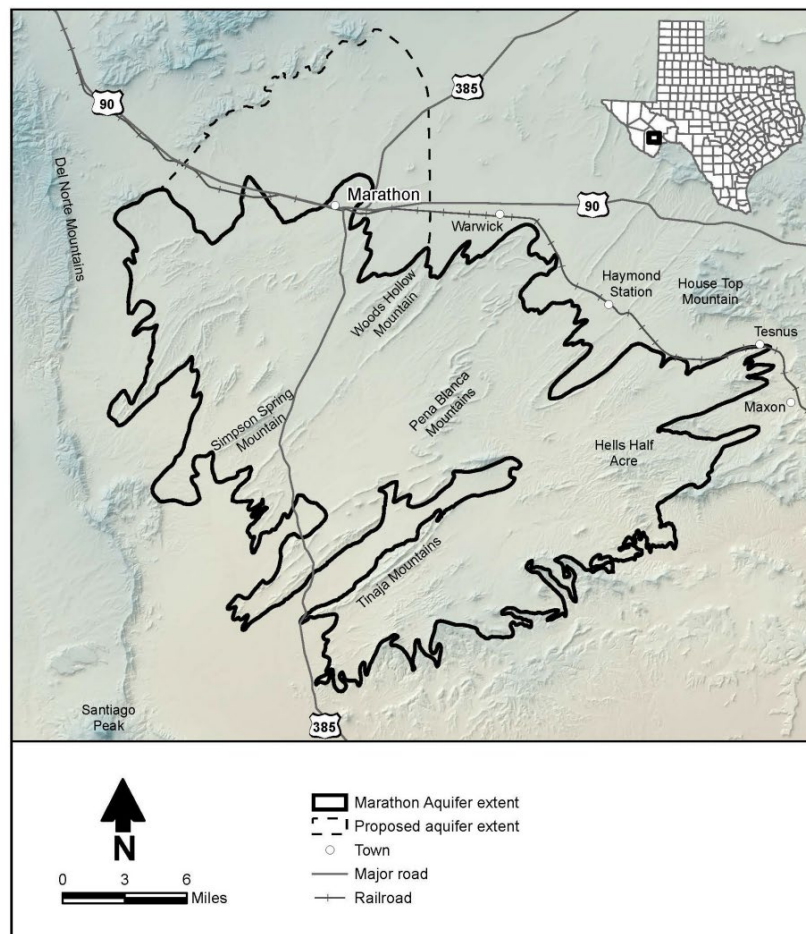 385
90
Marathon
90
Warwick
Del Norte Mountains
Woods Hollow
Mountain
Haymond
Station
House Top
Mountain
Tesnus
Pena Blanca
Mountains
Maxon
Simpson Spring
Mountain
Hells Half
Acre
Tinaja Mountains
Santiago
Peak
385
N
0 3 6
Miles
Marathon Aquifer extent
Proposed aquifer extent
Town
Major road
Railroad